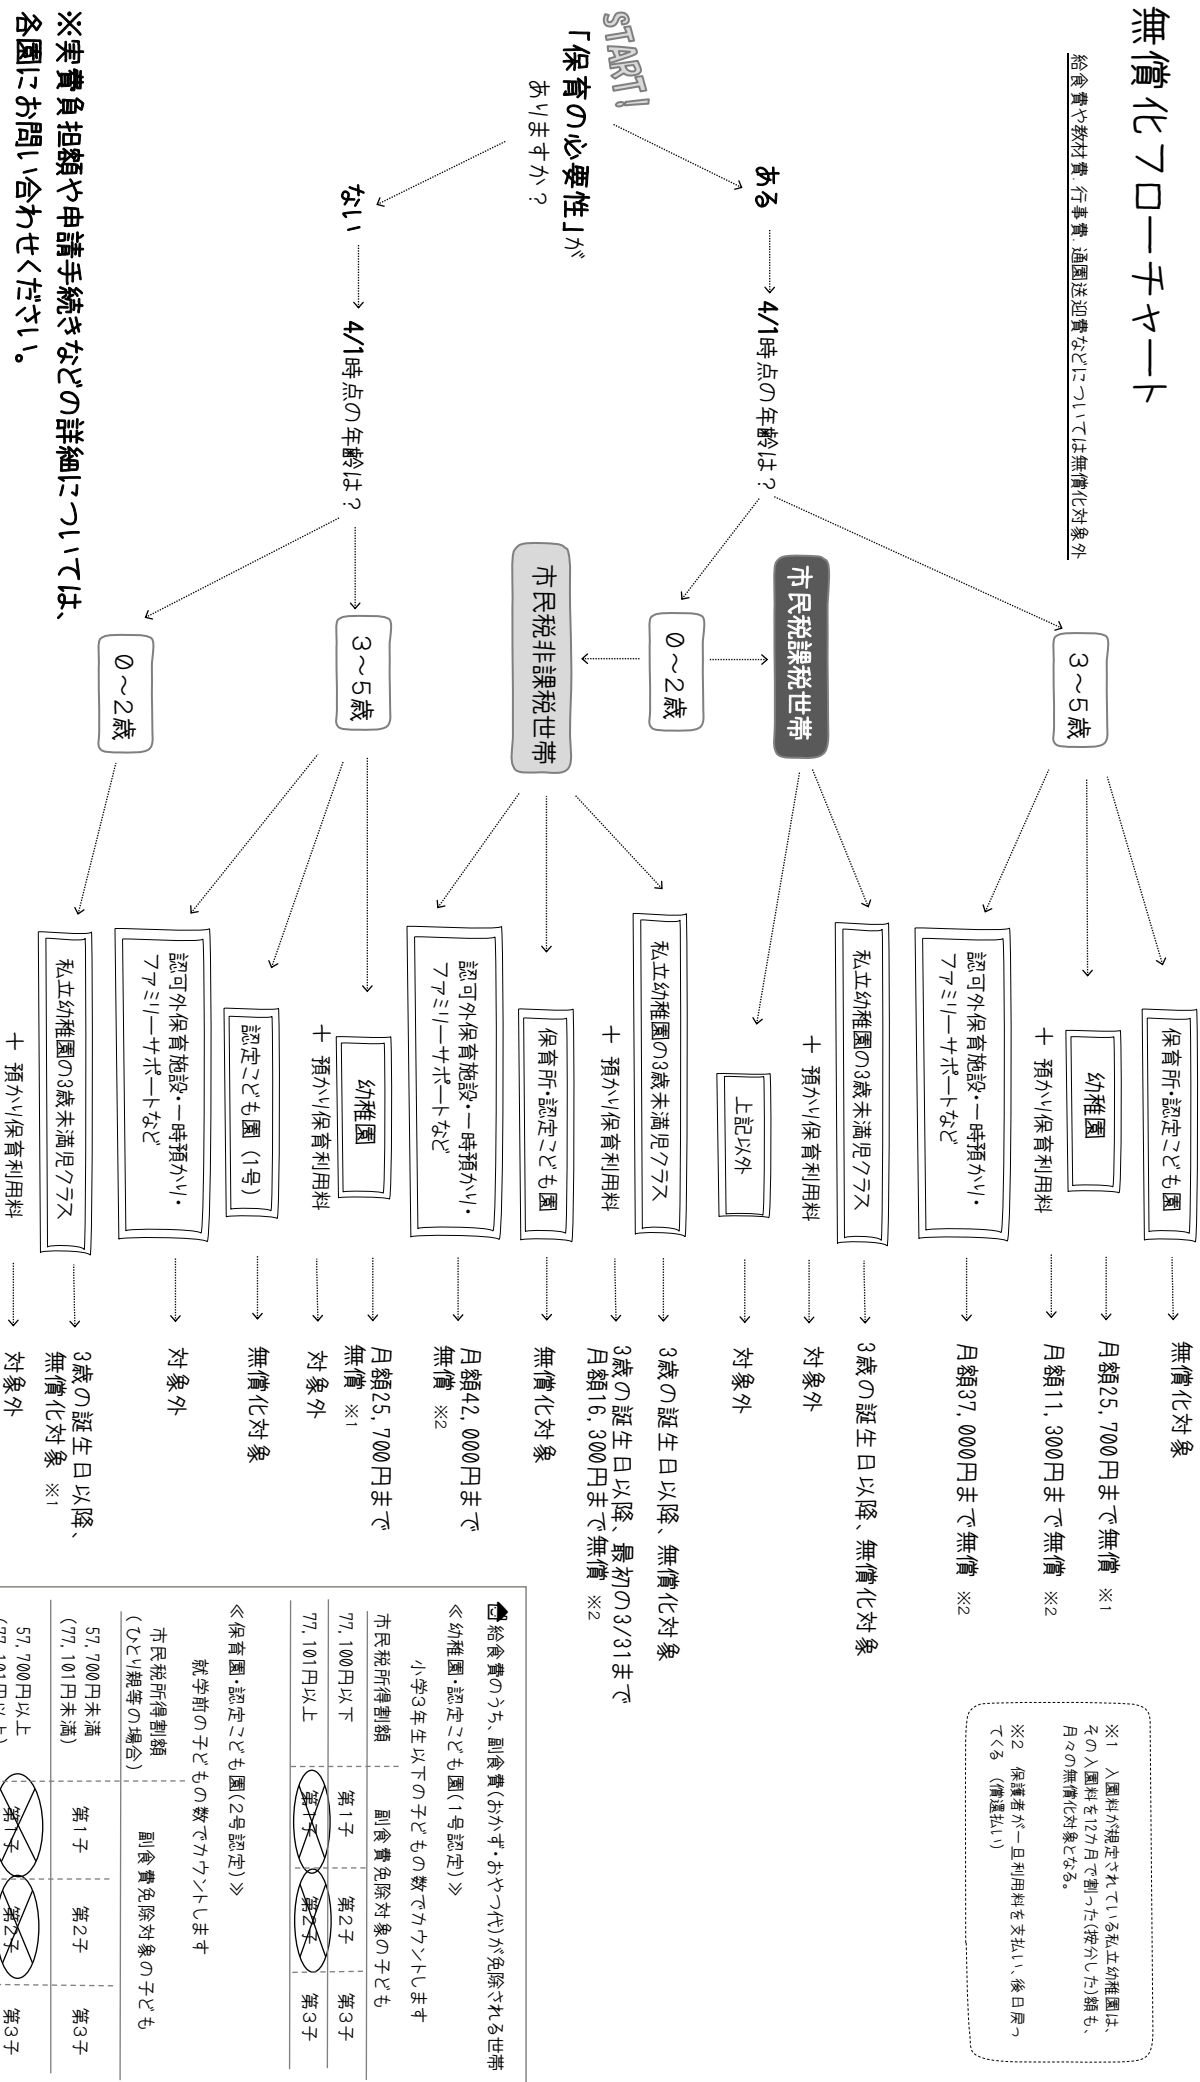 無償化フローチャート
給食費や教材費、行事費、通園送迎費などについては無償化対象外
START!
「保育の必要性」が
ありますか?
ある
4/1時点の年齢は?
3～5歳
保育所・認定こども園
無償化対象
幼稚園
月額25,700円まで無償 ※1
＋ 預かり保育利用料
月額11,300円まで無償 ※2
認可外保育施設・一時預かり・
ファミリーサポートなど
月額37,000円まで無償 ※2
0～2歳
市民税課税世帯
私立幼稚園の3歳未満児クラス
3歳の誕生日以降、無償化対象
＋ 預かり保育利用料
対象外
上記以外
対象外
市民税非課税世帯
私立幼稚園の3歳未満児クラス
3歳の誕生日以降、無償化対象
＋ 預かり保育利用料
3歳の誕生日以降、最初の3/31まで
月額16,300円まで無償 ※2
保育所・認定こども園
無償化対象
認可外保育施設・一時預かり・
ファミリーサポートなど
月額42,000円まで
無償 ※2
ない
4/1時点の年齢は?
3～5歳
幼稚園
月額25,700円まで
無償 ※1
＋ 預かり保育利用料
対象外
認定こども園(1号)
無償化対象
認可外保育施設・一時預かり・
ファミリーサポートなど
対象外
0～2歳
私立幼稚園の3歳未満児クラス
3歳の誕生日以降、
無償化対象 ※1
＋ 預かり保育利用料
対象外
※実費負担額や申請手続きなどの詳細については、
各園にお問い合わせください。
※1 入園料が規定されている私立幼稚園は、
その入園料を12カ月で割った(按分した)額も、
月々の無償化対象となる。
※2 保護者が一旦利用料を支払い、後日戻っ
てくる (償還払い)
給食費のうち、副食費(おかず・おやつ代)が免除される世帯
≪幼稚園・認定こども園(1号認定)≫
小学3年生以下の子どもの数でカウントします
市民税所得割額 副食費免除対象の子ども
77,100円以下 第1子 第2子 第3子
77,101円以上 第1子 第2子 第3子
≪保育園・認定こども園(2号認定)≫
就学前の子どもの数でカウントします
市民税所得割額
(ひとり親等の場合)
副食費免除対象の子ども
57,700円未満
(77,101円未満)
第1子 第2子 第3子
57,700円以上
(77,101円以上)
第1子 第2子 第3子